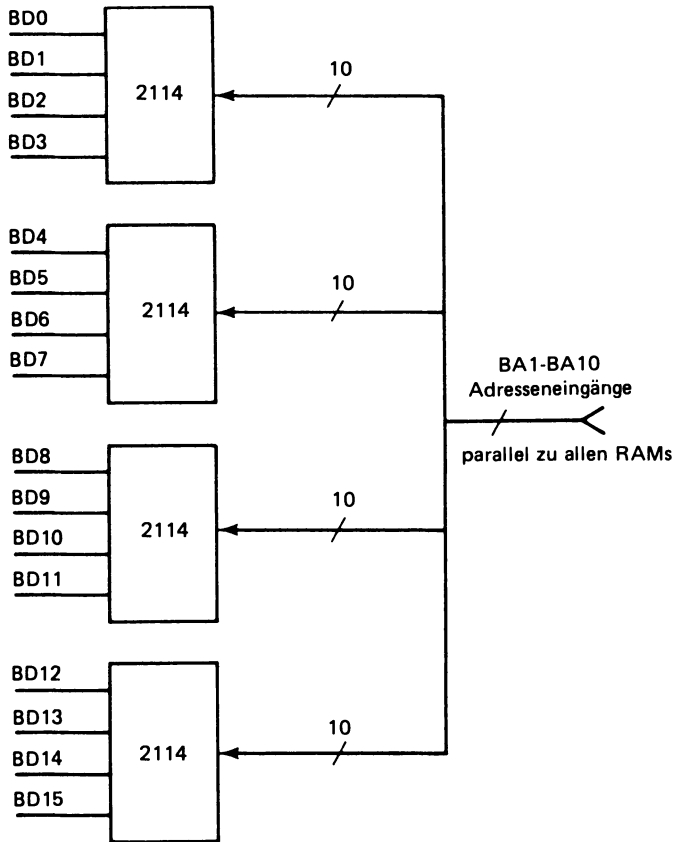 BD0
BD1
BD2
BD3
2114
10
BD4
BD5
BD6
BD7
2114
10
BA1-BA10
Adresseneingänge
parallel zu allen RAMs
BD8
BD9
BD10
BD11
2114
10
BD12
BD13
BD14
BD15
2114
10